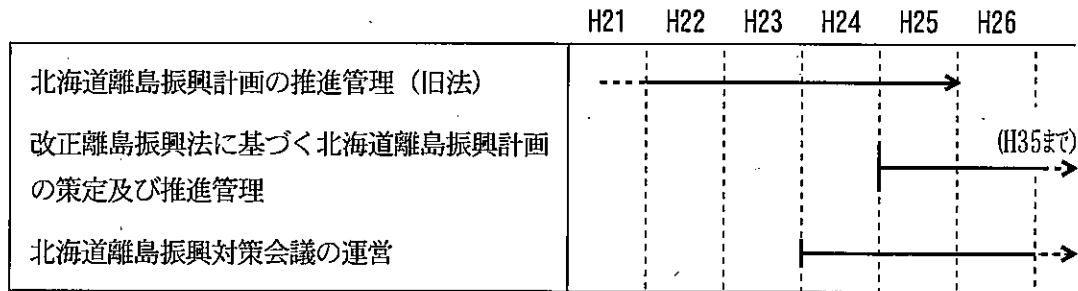 H21 H22 H23 H24 H25 H26
北海道離島振興計画の推進管理（旧法）
改正離島振興法に基づく北海道離島振興計画
の策定及び推進管理
(H35まで)
北海道離島振興対策会議の運営